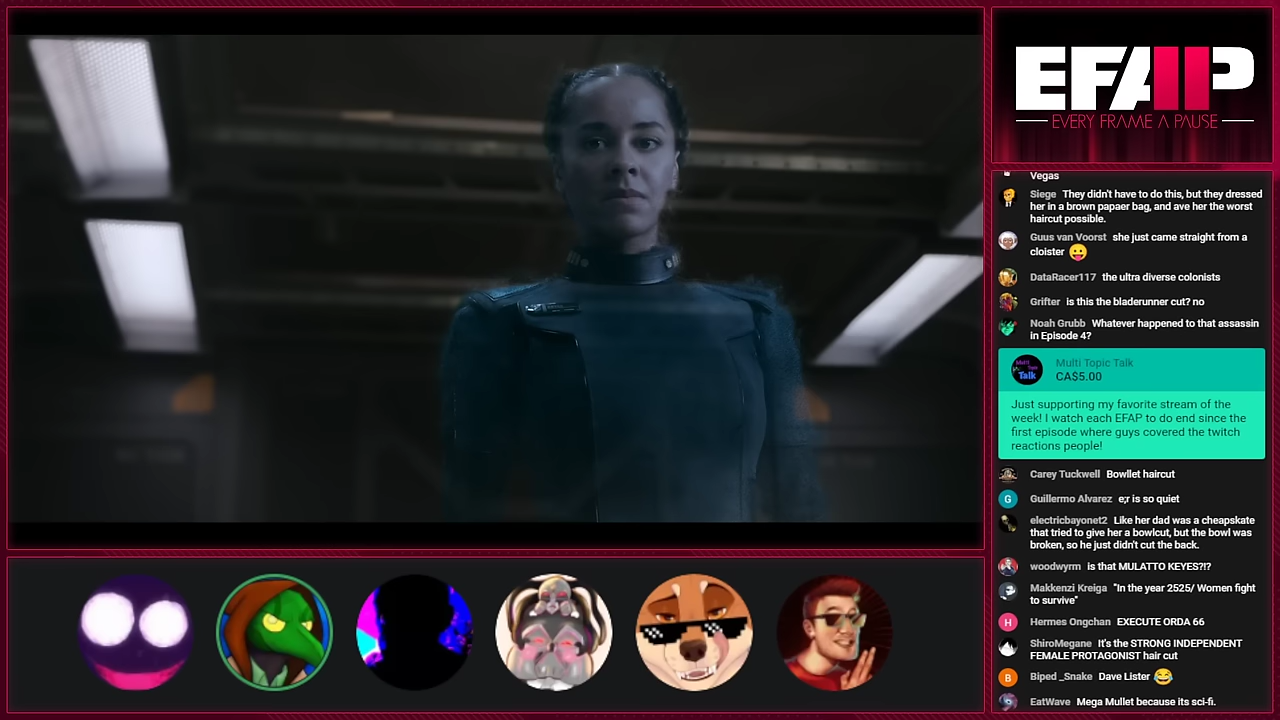 EFAP
EVERY FRAME A PAUSE
Vegas
Siege They didn't have to do this, but they dressed
her in a brown papaer bag, and ave her the worst
haircut possible.
Guus van Voorst she just came straight from a
cloister 😛
DataRacer117 the ultra diverse colonists
Grifter is this the bladerunner cut? no
Noah Grubb Whatever happened to that assassin
in Episode 4?
Multi Topic Talk
CA$5.00
Just supporting my favorite stream of the
week! I watch each EFAP to do end since the
first episode where guys covered the twitch
reactions people!
Carey Tuckwell Bowllet haircut
G Guillermo Alvarez e;r is so quiet
electricbayonet2 Like her dad was a cheapskate
that tried to give her a bowlcut, but the bowl was
broken, so he just didn't cut the back.
woodwyrm is that MULATTO KEYES?!?
Makkenzi Kreiga "In the year 2525/ Women fight
to survive"
H Hermes Ongchan EXECUTE ORDA 66
ShiroMegane It's the STRONG INDEPENDENT
FEMALE PROTAGONIST hair cut
B Biped _Snake Dave Lister 😂
EatWave Mega Mullet because its sci-fi.